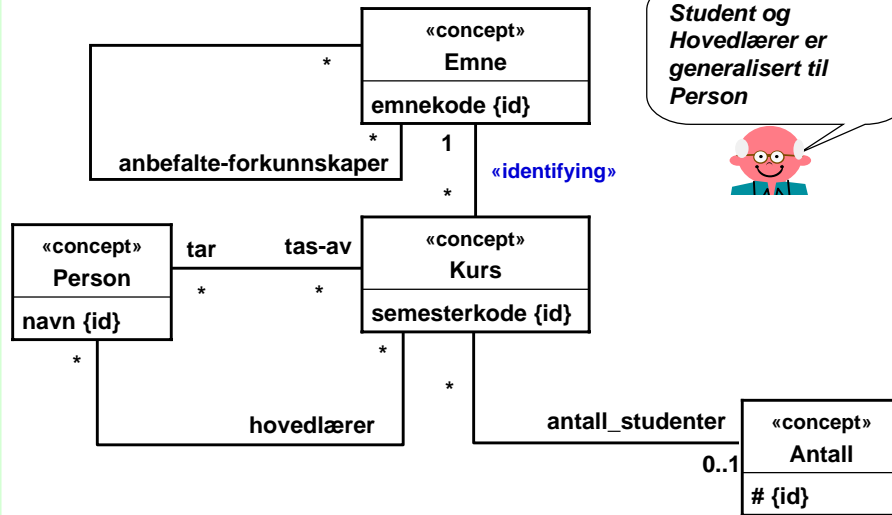 «concept»
Emne
emnekode {id}
*
*
anbefalte-forkunnskaper
1
«identifying»
*
Student og
Hovedlærer er
generalisert til
Person
«concept»
Person
navn {id}
tar
tas-av
*
*
«concept»
Kurs
semesterkode {id}
*
*
hovedlærer
*
antall_studenter
0..1
«concept»
Antall
# {id}